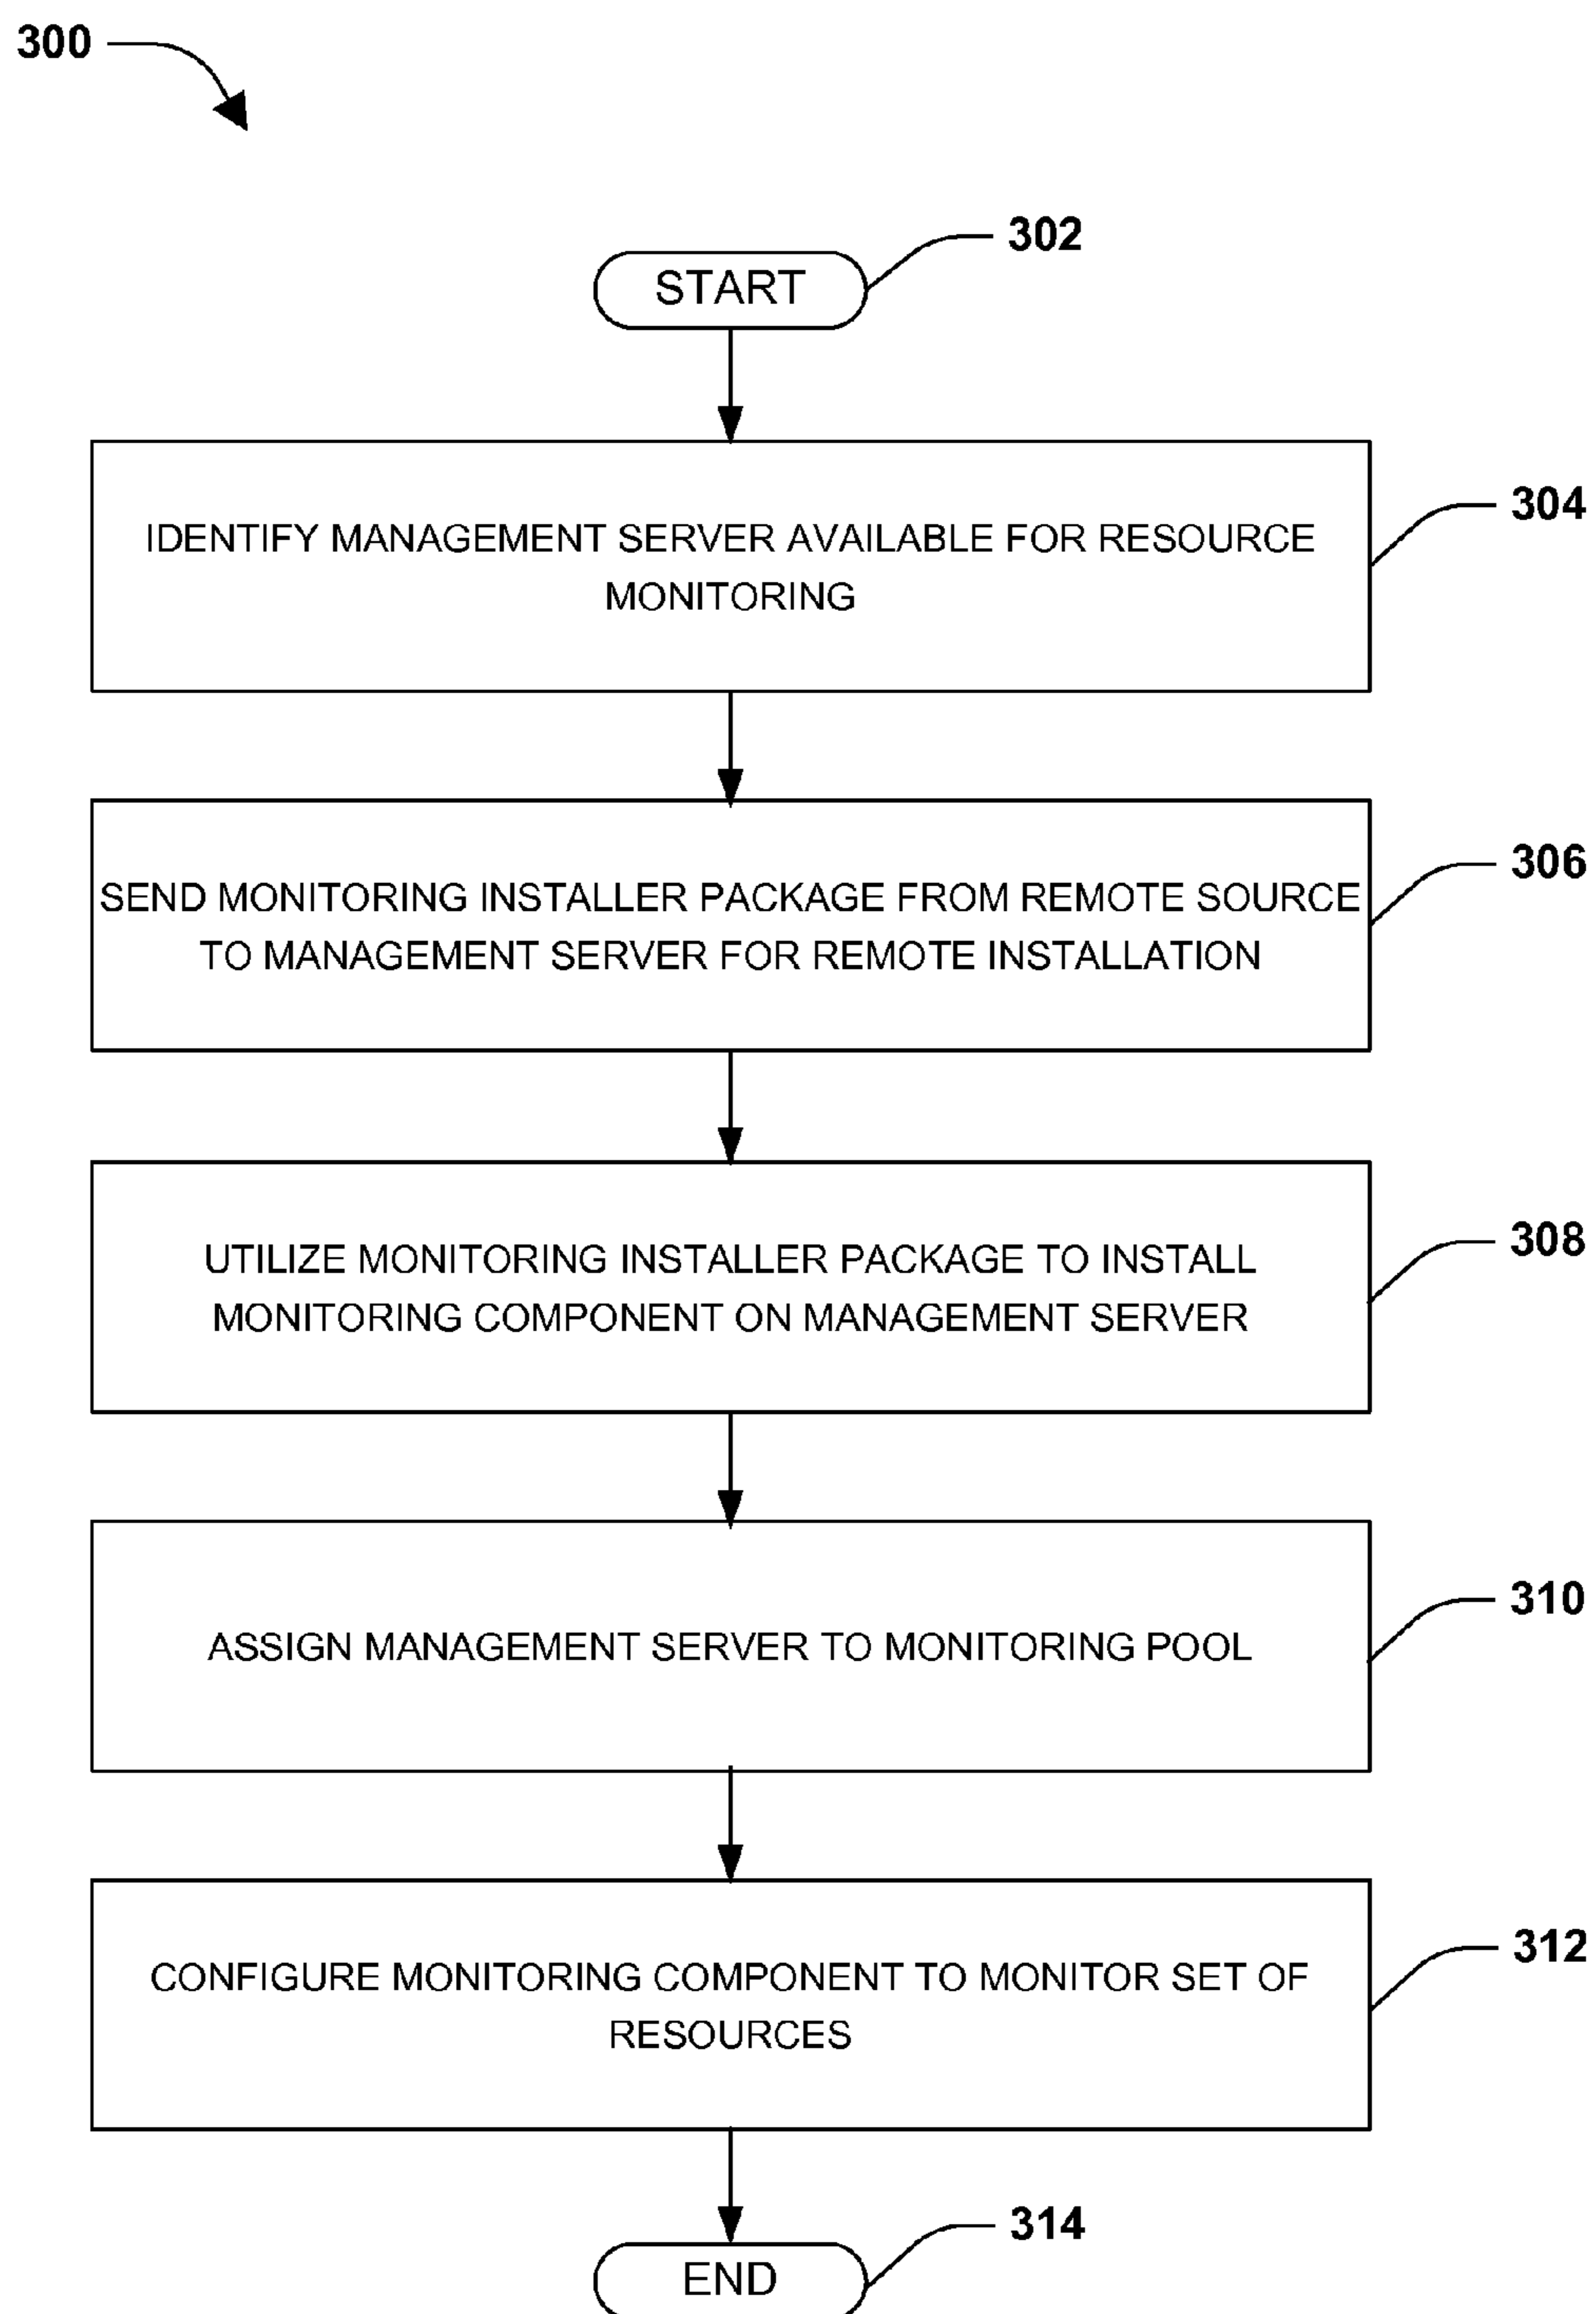 300
302
START
304
IDENTIFY MANAGEMENT SERVER AVAILABLE FOR RESOURCE
MONITORING
306
SEND MONITORING INSTALLER PACKAGE FROM REMOTE SOURCE
TO MANAGEMENT SERVER FOR REMOTE INSTALLATION
308
UTILIZE MONITORING INSTALLER PACKAGE TO INSTALL
MONITORING COMPONENT ON MANAGEMENT SERVER
310
ASSIGN MANAGEMENT SERVER TO MONITORING POOL
312
CONFIGURE MONITORING COMPONENT TO MONITOR SET OF
RESOURCES
314
END